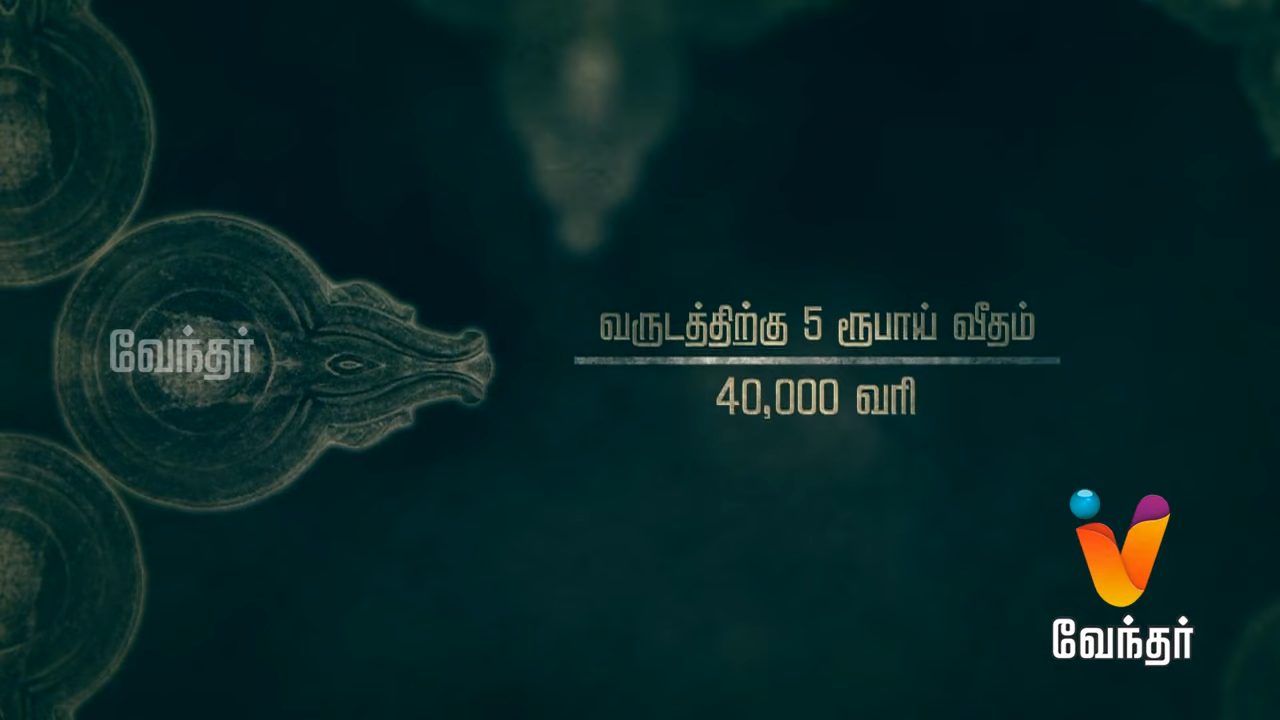 வருடத்திற்கு 5 ரூபாய் வீதம்
40,000 வரி
வேந்தர்
வேந்தர்